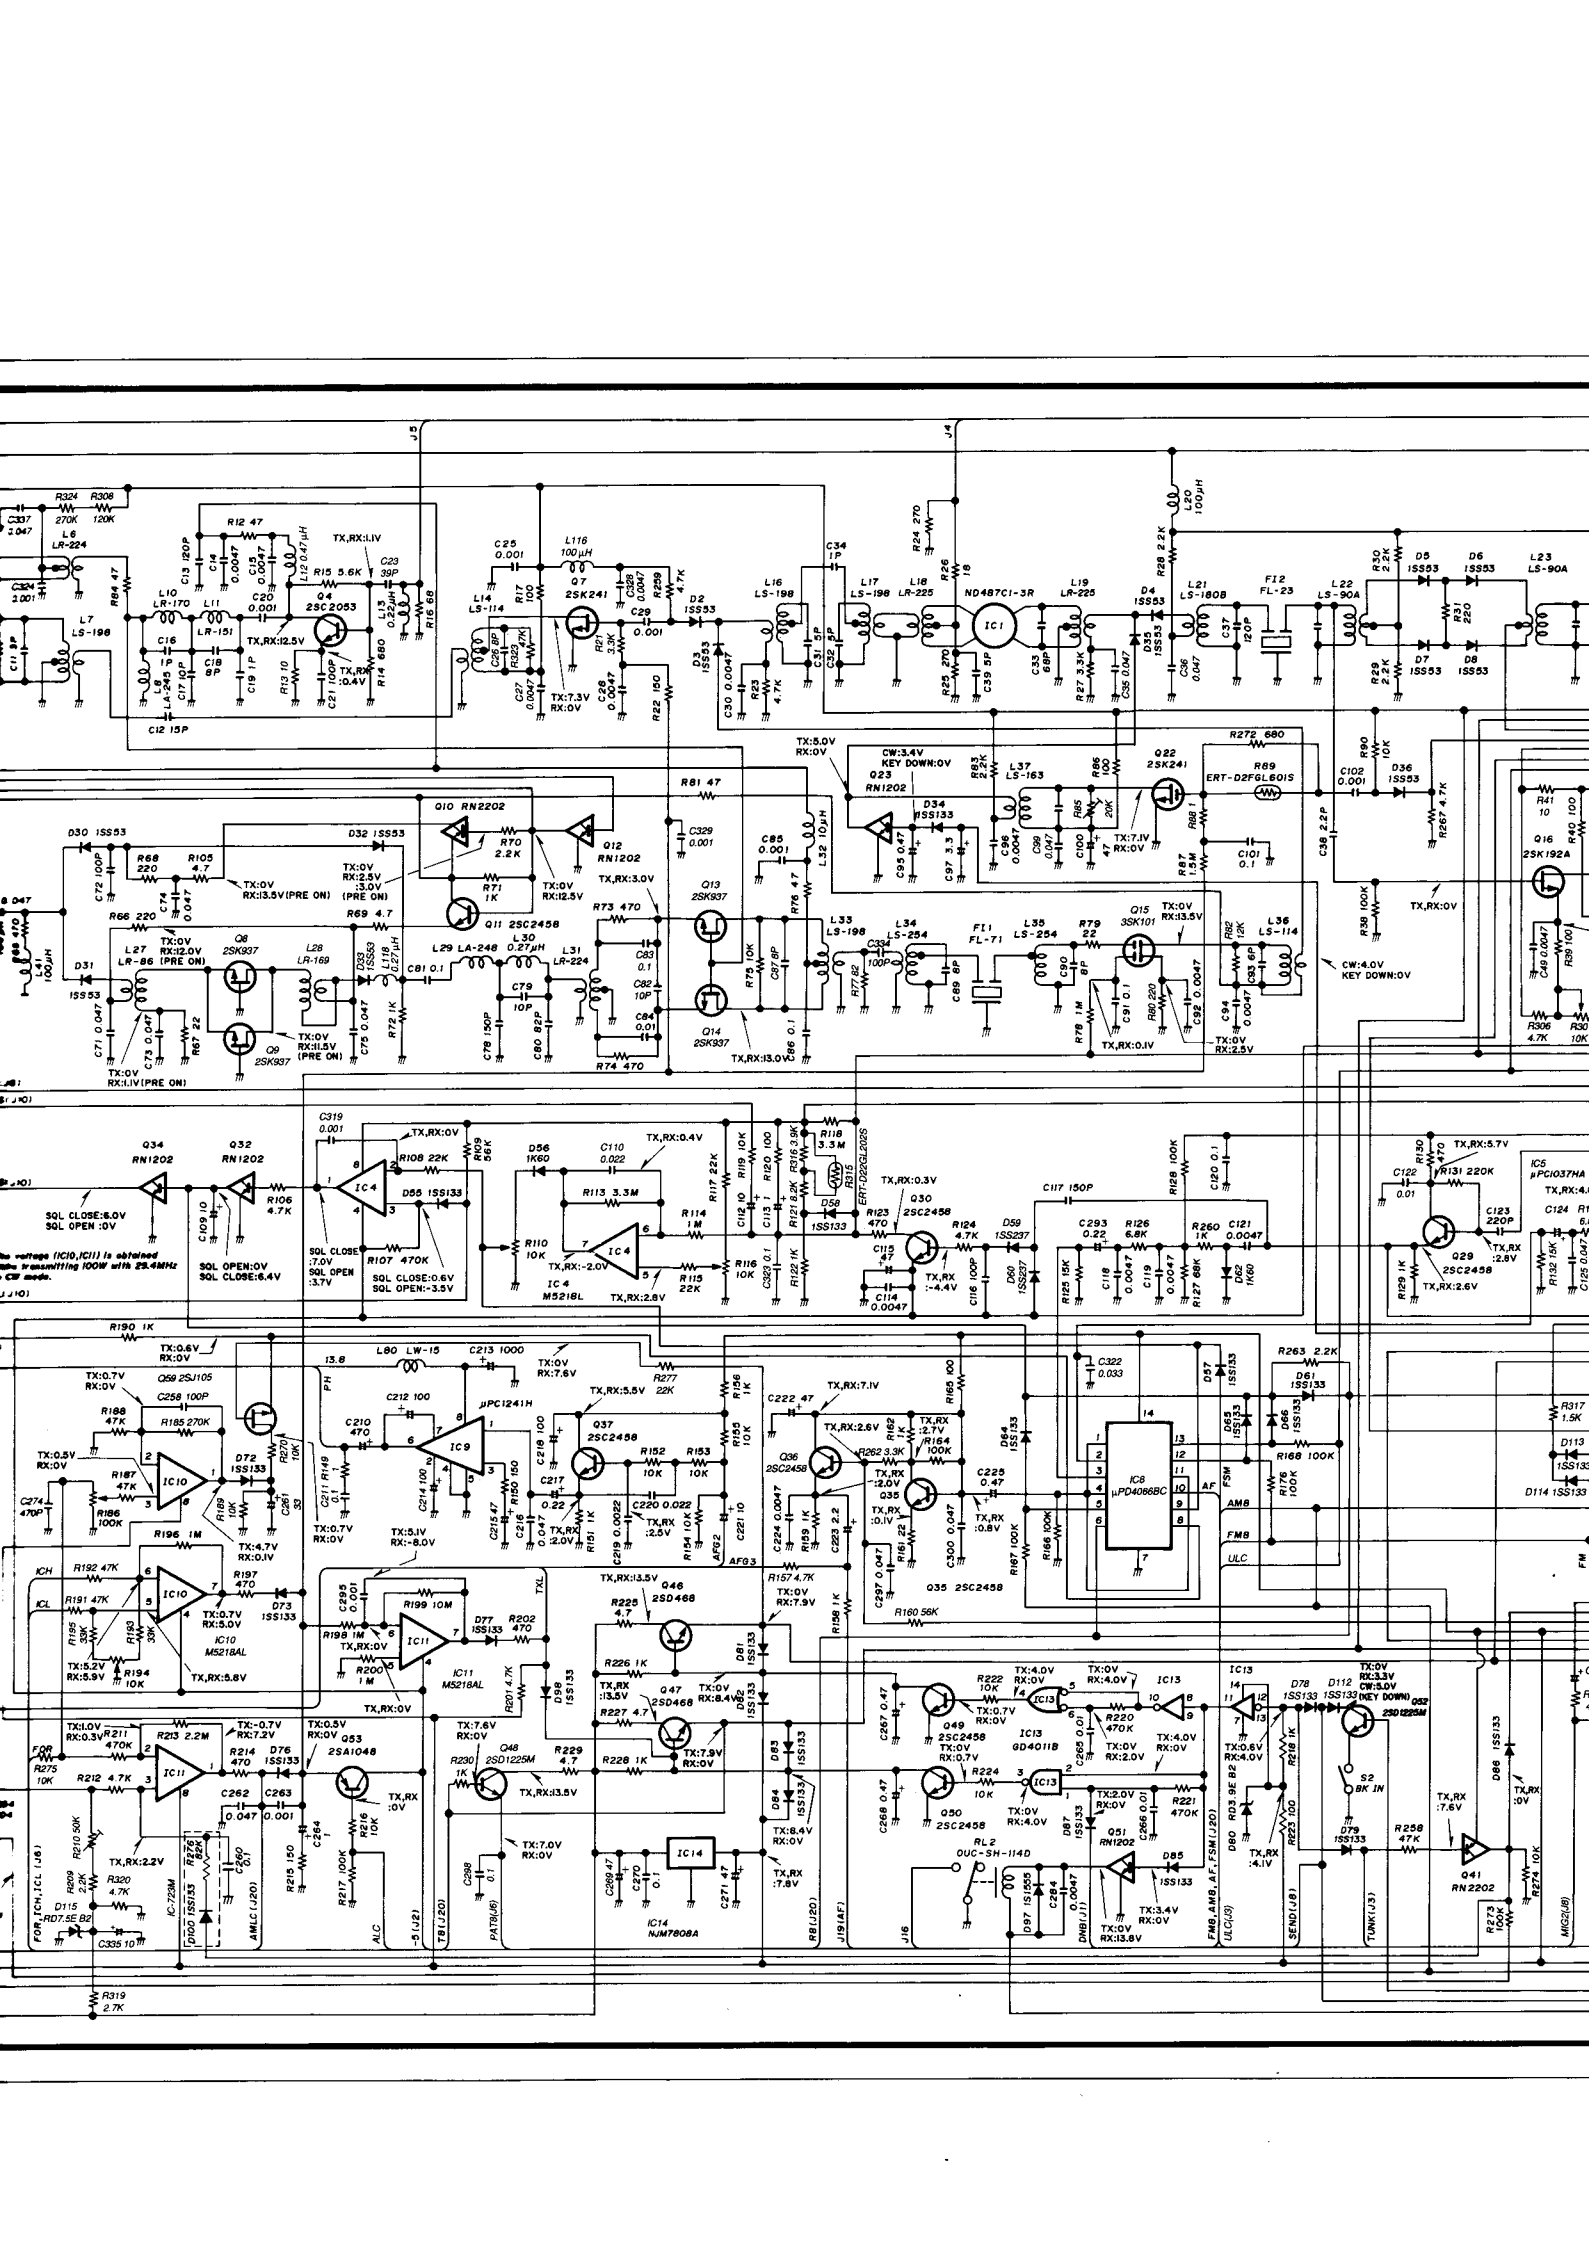 J5
J4
C337
R324
270K
R308
120K
L6
LR-224
R84 47
L7
LS-198
L10
LR-170
L11
LR-151
C16
1P
C17 10P
C18
8P
C19 1P
L8
LA-245
C12 15P
C13 120P
C14
0.0047
C15
0.0047
R12 47
L12 0.47μH
C20
0.001
TX,RX:12.5V
R15 5.6K
Q4
2SC2053
TX,RX:1.1V
C23
39P
L13
0.22μH
R16 68
R14 680
R13 10
C21 100P
TX,RX
:0.4V
C25
0.001
L116
100μH
L14
LS-114
R17
100
Q7
2SK241
C26 8P
R323
47K
C27
0.0047
TX:7.3V
RX:0V
R21
3.3K
C28
0.0047
C328
0.0047
C29
0.001
R259
4.7K
R22 150
D2
1SS53
D3
1SS53
C30 0.0047
R23
4.7K
L16
LS-198
C31 5P
C32 5P
C34
1P
L17
LS-198
L18
LR-225
R24 270
R26
18
R25
270
C39 5P
ND487C1-3R
IC1
C33
68P
L19
LR-225
R27 3.3K
C35 0.047
D4
1SS53
D35
1SS53
L20
100μH
R28 2.2K
C36
0.047
L21
LS-180B
C37
120P
FI2
FL-23
L22
LS-90A
R30
2.2K
R29
2.2K
D5
1SS53
D6
1SS53
R31
220
D7
1SS53
D8
1SS53
L23
LS-90A
D30 1SS53
C72 100P
R68
220
R105
4.7
C74
0.047
TX:0V
RX:13.5V(PRE ON)
D32 1SS53
TX:0V
RX:2.5V
:3.0V
(PRE ON)
Q10 RN2202
R70
2.2K
R71
1K
Q11 2SC2458
Q12
RN1202
TX:0V
RX:12.5V
R81 47
C329
0.001
L41
100μH
D31
1SS53
R66 220
TX:0V
RX:12.0V
(PRE ON)
L27
LR-86
Q8
2SK937
L28
LR-169
R69 4.7
D33
1SS53
L118
0.27μH
C81 0.1
R72 1K
C71 0.047
C73 0.047
R67 22
Q9
2SK937
TX:0V
RX:11.5V
(PRE ON)
C75 0.047
TX:0V
RX:1.1V(PRE ON)
L29 LA-248
L30
0.27μH
C79
10P
C78 150P
C80 82P
L31
LR-224
R73 470
TX,RX:3.0V
C83
0.1
C82
10P
C84
0.01
R74 470
Q13
2SK937
Q14
2SK937
TX,RX:13.0V
C85
0.001
L32 10μH
R76 47
R75 10K
C87 8P
C86 0.1
L33
LS-198
R77 82
C334
100P
L34
LS-254
C89 8P
FI1
FL-71
L35
LS-254
C90
8P
R79
22
R78 1M
C91 0.1
TX,RX:0.1V
Q15
3SK101
R80 220
C92 0.0047
TX:0V
RX:2.5V
TX:0V
RX:13.5V
R82
12K
C93 6P
C94
0.0047
L36
LS-114
TX:5.0V
RX:0V
CW:3.4V
KEY DOWN:0V
Q23
RN1202
C95 0.47
D34
1SS133
C97 3.3
R83
2.2K
L37
LS-163
C96
0.0047
C99
0.047
R85
20K
R86
100
C100
47
TX:7.1V
RX:0V
Q22
2SK241
R88 1
R87
1.5M
R272 680
R89
ERT-D2FGL601S
C101
0.1
C102
0.001
R90
10K
D36
1SS53
R267 4.7K
C38 2.2P
R38 100K
TX,RX:0V
CW:4.0V
KEY DOWN:0V
R41
10
R40 100
Q16
2SK192A
C49 0.0047
R39 100
R306
4.7K
Q34
RN1202
Q32
RN1202
SQL CLOSE:6.0V
SQL OPEN :0V
C109 10
SQL OPEN:0V
SQL CLOSE:6.4V
R106
4.7K
C319
0.001
IC4
SQL CLOSE
:7.0V
SQL OPEN
:3.7V
TX,RX:0V
R108 22K
D55 1SS133
R107 470K
SQL CLOSE:0.6V
SQL OPEN:-3.5V
R109
56K
D56
1K60
R110
10K
C110
0.022
TX,RX:0.4V
R113 3.3M
IC4
TX,RX:-2.0V
IC4
M5218L
R114
1M
R115
22K
TX,RX:2.8V
R116
10K
R117 22K
R119 10K
C112 10
R120 100
C113 1
C323 0.1
R316 3.9K
R121 8.2K
R122 1K
R118
3.3M
R315
ERT-D22GL202S
D58
1SS133
R123
470
C115
47
C114
0.0047
TX,RX:0.3V
Q30
2SC2458
TX,RX
:-4.4V
R124
4.7K
C116 100P
D59
1SS237
D60
1SS237
C117 150P
R125 15K
C293
0.22
C118
0.0047
R126
6.8K
C119
0.0047
R128 100K
R127 68K
R260
1K
D62
1K60
C121
0.0047
C120 0.1
C122
0.01
R130
470
TX,RX:5.7V
R131 220K
Q29
2SC2458
R129 1K
TX,RX:2.6V
TX,RX
:2.8V
C123
220P
IC5
μPC1037HA
R132 15K
C124
C125 0.047
transmitting 100W with 29.4MHz
CW mode.
R190 1K
TX:0.6V
RX:0V
TX:0.7V
RX:0V
Q59 2SJ105
C258 100P
R188
47K
R185 270K
TX:0.5V
RX:0V
R187
47K
C274
470P
R186
100K
IC10
D72
1SS133
R189
10K
R270
10K
C261
33
TX:4.7V
RX:0.1V
TX:0.7V
RX:0V
13.8
PH
L80 LW-15
C213 1000
C210
470
C212 100
μPC1241H
IC9
R149
1
C211
0.1
C214 100
C215 47
R150 150
C216
0.047
C218 100
C217
0.22
TX:0V
RX:7.6V
TX,RX:5.5V
Q37
2SC2458
TX,RX
:2.0V
R151 1K
C219 0.0022
R152
10K
R153
10K
C220 0.022
TX,RX
:2.5V
R154 10K
R277
22K
R156
1K
R155
10K
C221 10
AFG2
AFG3
C222 47
TX,RX:7.1V
TX,RX:2.6V
Q36
2SC2458
R262 3.3K
TX,RX
:2.0V
C224 0.0047
R159 1K
C223 2.2
C297 0.047
R162
1K
TX,RX
:2.7V
R164
100K
R165 100
Q35
TX,RX
:0.1V
R161 22
C300 0.047
C225
0.47
TX,RX
:0.8V
Q35 2SC2458
R160 56K
R157 4.7K
TX:0V
RX:7.9V
R158 1K
D64
1SS133
R167 100K
R166 100K
C322
0.033
IC6
μPD4066BC
D57
1SS133
D65
1SS133
D66
1SS133
R263 2.2K
D61
1SS133
R168 100K
R176
100K
FSM
AF
AM8
FM8
ULC
R317
1.5K
D113
1SS133
D114 1SS133
FM
ICH
ICL
R192 47K
R191 47K
R195
33K
R193
33K
R194
10K
TX:5.2V
RX:5.9V
R196 1M
IC10
TX:0.7V
RX:5.0V
IC10
M5218AL
TX,RX:5.8V
R197
470
D73
1SS133
TX:5.1V
RX:-8.0V
C295
0.001
R199 10M
R198 1M
TX,RX:0V
R200
1M
IC11
IC11
M5218AL
TX,RX:0V
D77
1SS133
R202
470
R201 4.7K
D98
1SS133
TXL
R225
4.7
TX,RX:13.5V
Q46
2SD468
R226 1K
TX,RX
:13.5V
Q47
2SD468
R227 4.7
TX:0V
RX:8.4V
TX:7.9V
RX:0V
R228 1K
R229
4.7
D81
1SS133
D82
1SS133
D83
1SS133
D84
1SS133
TX:8.4V
RX:0V
TX,RX
:7.8V
FOR
R275
10K
TX:1.0V
RX:0.3V
R211
470K
R213 2.2M
TX:-0.7V
RX:7.2V
R212 4.7K
IC11
R214
470
D76
1SS133
TX:0.5V
RX:0V
C262
0.047
C263
0.001
Q53
2SA1048
TX,RX
:0V
R216
10K
R217 100K
R215 150
C264
1
R210 50K
R209
2.2K
R320
4.7K
TX,RX:2.2V
R276
82K
IC-723M
D100 1SS133
C260
0.1
D115
RD7.5E B2
C335 10
R319
2.7K
TX:7.6V
RX:0V
R230
1K
Q48
2SD1225M
TX,RX:13.5V
TX:7.0V
RX:0V
C298
0.1
C269 47
C270
0.1
IC14
C271 47
IC14
NJM7808A
C267 0.47
Q49
2SC2458
TX:0V
RX:0.7V
R222
10K
TX:4.0V
RX:0V
TX:0.7V
RX:0V
IC13
C265 0.01
R220
470K
TX:0V
RX:4.0V
TX:0V
RX:2.0V
IC13
GD4011B
C268 0.47
Q50
2SC2458
R224
10K
TX:0V
RX:4.0V
IC13
TX:4.0V
RX:0V
TX:2.0V
RX:0V
D87
1SS133
C266 0.01
R221
470K
RL2
OUC-SH-114D
D97 1S1555
C284
0.0047
Q51
RN1202
D85
1SS133
TX:3.4V
RX:0V
TX:0V
RX:13.8V
IC13
IC13
TX:0.6V
RX:4.0V
R218 1K
D80 RD3.9E B2
R223 100
TX,RX
:4.1V
D78
1SS133
D112
1SS133
TX:0V
RX:3.3V
CW:5.0V
(KEY DOWN)
Q52
2SD1225M
S2
BK IN
D79
1SS133
TX,RX
:7.6V
R258
47K
D86
1SS133
TX,RX
:0V
Q41
RN2202
R274 10K
R273
100K
FOR,ICH,ICL(J6)
AMLC(J20)
ALC
-5(J2)
T8(J20)
PAT8(J6)
R8(J20)
J19(AF)
J16
DNB(J1)
FM8,AM8,AF,FSM(J20)
ULC(J3)
SEND(J8)
TUNK(J3)
MIG2(J8)